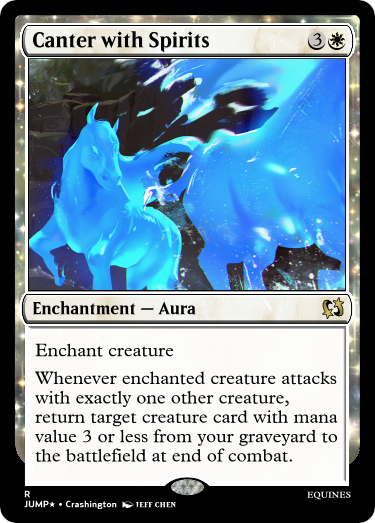 Canter with Spirits 3
Enchantment — Aura
Enchant creature
Whenever enchanted creature attacks
with exactly one other creature,
return target creature card with mana
value 3 or less from your graveyard to
the battlefield at end of combat.
R
JUMP★ • Crashington JEFF CHEN
EQUINES